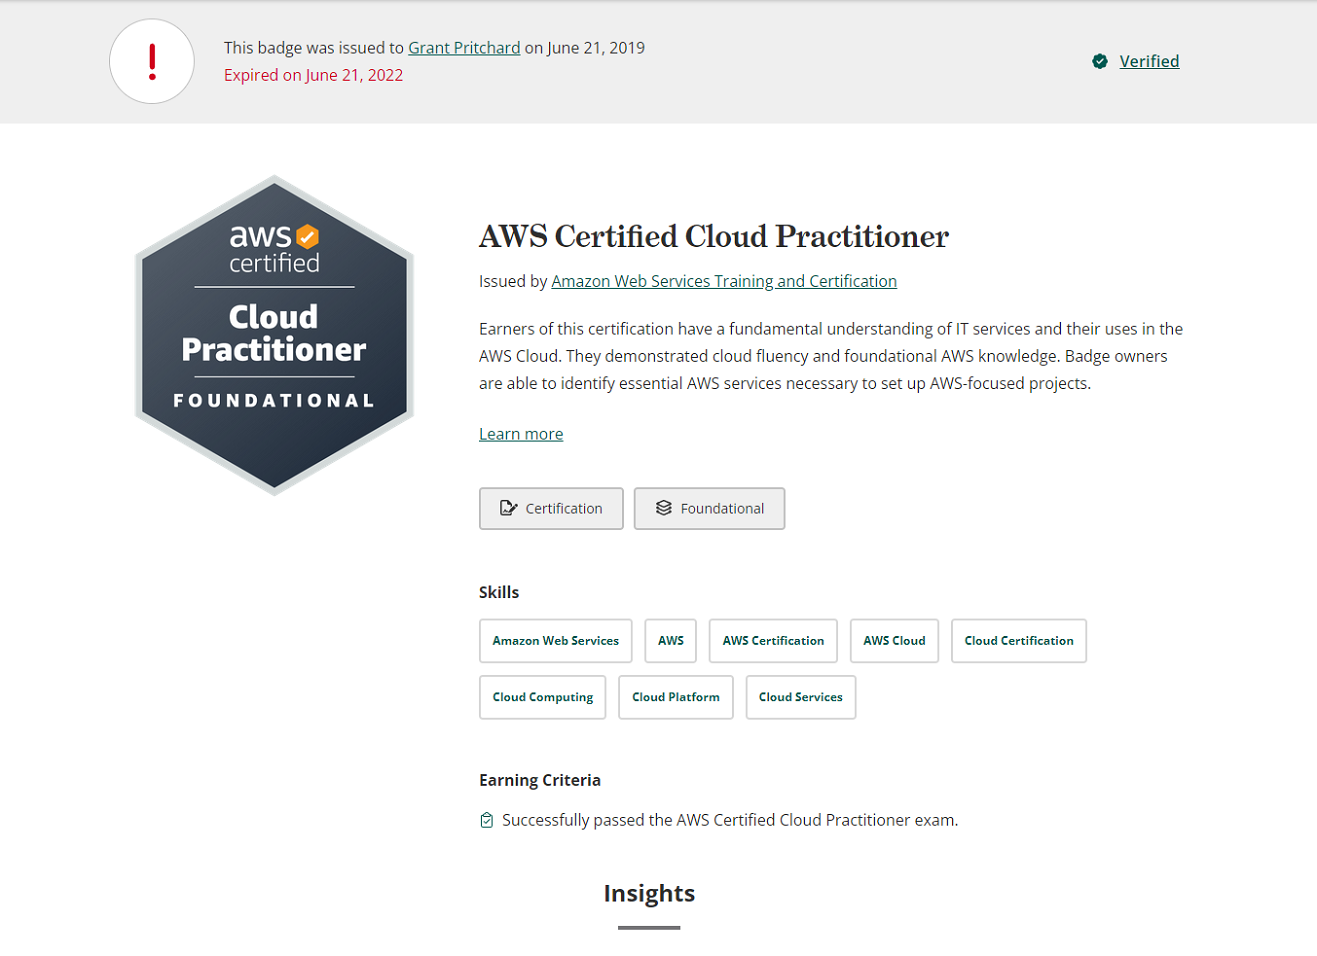 This badge was issued to Grant Pritchard on June 21, 2019
Expired on June 21, 2022
Verified
aws
certified
Cloud
Practitioner
FOUNDATIONAL
AWS Certified Cloud Practitioner
Issued by Amazon Web Services Training and Certification
Earners of this certification have a fundamental understanding of IT services and their uses in the
AWS Cloud. They demonstrated cloud fluency and foundational AWS knowledge. Badge owners
are able to identify essential AWS services necessary to set up AWS-focused projects.
Learn more
Certification Foundational
Skills
Amazon Web Services AWS AWS Certification AWS Cloud Cloud Certification
Cloud Computing Cloud Platform Cloud Services
Earning Criteria
Successfully passed the AWS Certified Cloud Practitioner exam.
Insights